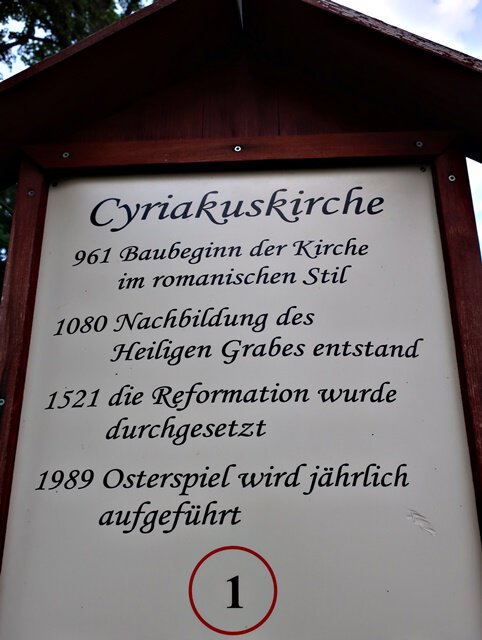 Cyriakuskirche
961 Baubeginn der Kirche
im romanischen Stil
1080 Nachbildung des
Heiligen Grabes entstand
1521 die Reformation wurde
durchgesetzt
1989 Osterspiel wird jährlich
aufgeführt
1